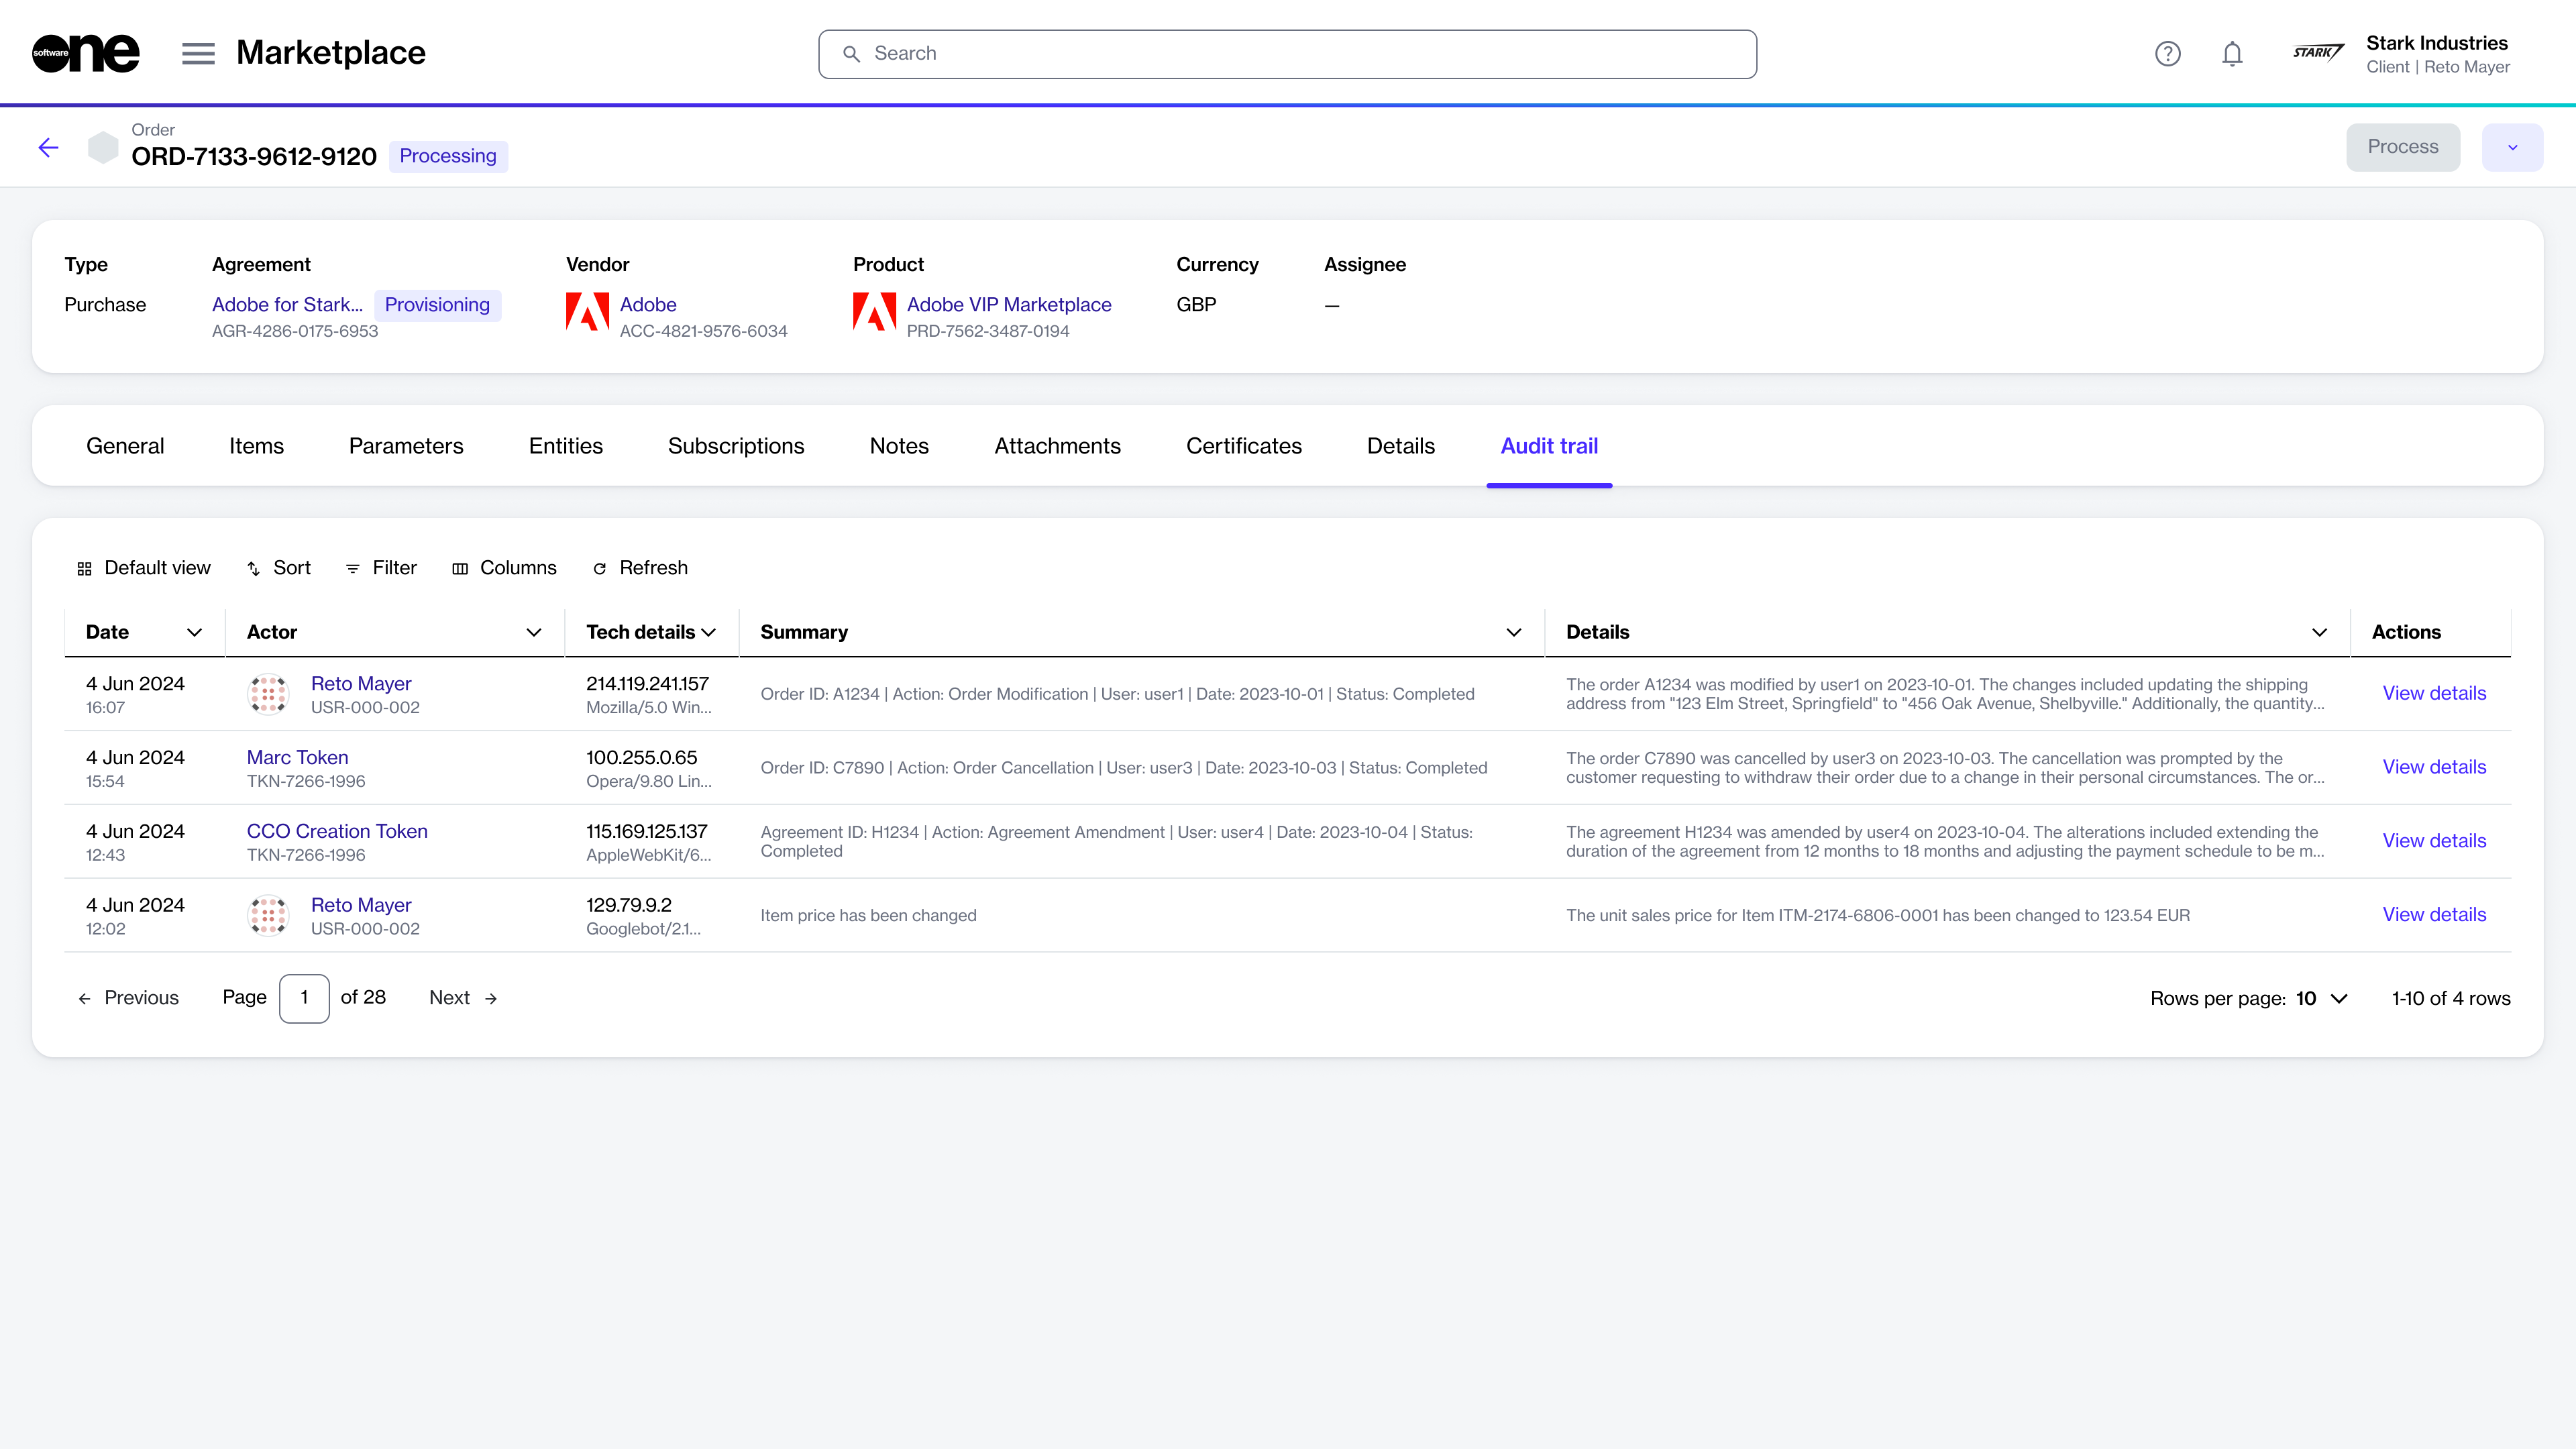 software one
Marketplace
Search
STARK
Stark Industries
Client | Reto Mayer
Order
ORD-7133-9612-9120 Processing
Process
Type Agreement Vendor Product Currency Assignee
Purchase Adobe for Stark... Provisioning Adobe Adobe VIP Marketplace GBP —
AGR-4286-0175-6953 ACC-4821-9576-6034 PRD-7562-3487-0194
General Items Parameters Entities Subscriptions Notes Attachments Certificates Details Audit trail
Default view Sort Filter Columns Refresh
Date Actor Tech details Summary Details Actions
4 Jun 2024
16:07
Reto Mayer
USR-000-002
214.119.241.157
Mozilla/5.0 Win...
Order ID: A1234 | Action: Order Modification | User: user1 | Date: 2023-10-01 | Status: Completed
The order A1234 was modified by user1 on 2023-10-01. The changes included updating the shipping
address from "123 Elm Street, Springfield" to "456 Oak Avenue, Shelbyville." Additionally, the quantity...
View details
4 Jun 2024
15:54
Marc Token
TKN-7266-1996
100.255.0.65
Opera/9.80 Lin...
Order ID: C7890 | Action: Order Cancellation | User: user3 | Date: 2023-10-03 | Status: Completed
The order C7890 was cancelled by user3 on 2023-10-03. The cancellation was prompted by the
customer requesting to withdraw their order due to a change in their personal circumstances. The or...
View details
4 Jun 2024
12:43
CCO Creation Token
TKN-7266-1996
115.169.125.137
AppleWebKit/6...
Agreement ID: H1234 | Action: Agreement Amendment | User: user4 | Date: 2023-10-04 | Status:
Completed
The agreement H1234 was amended by user4 on 2023-10-04. The alterations included extending the
duration of the agreement from 12 months to 18 months and adjusting the payment schedule to be m...
View details
4 Jun 2024
12:02
Reto Mayer
USR-000-002
129.79.9.2
Googlebot/2.1...
Item price has been changed
The unit sales price for Item ITM-2174-6806-0001 has been changed to 123.54 EUR
View details
Previous Page 1 of 28 Next Rows per page: 10 1-10 of 4 rows